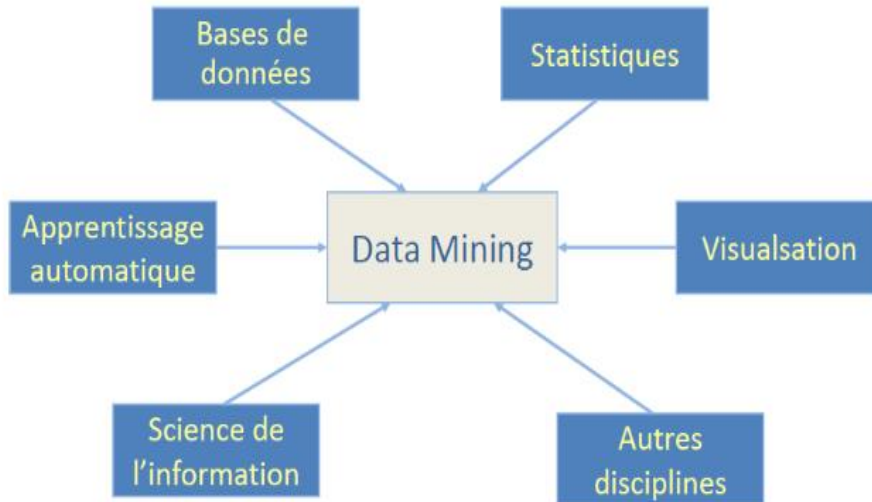 Bases de
données
Statistiques
Apprentissage
automatique
Data Mining
Visualsation
Science de
l'information
Autres
disciplines